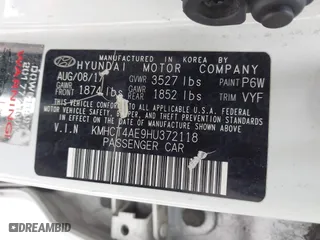 MANUFACTURED IN KOREA BY
HYUNDAI MOTOR COMPANY
AUG/08/17 GVWR 3527 lbs PAINT P6W
GAWR FRONT 1874 lbs GAWR REAR 1852 lbs TRIM VYF
THIS VEHICLE CONFORMS TO ALL APPLICABLE
U.S. FEDERAL MOTOR VEHICLE SAFETY, BUMPER,
AND THEFT PREVENTION STANDARDS IN EFFECT
ON THE DATE OF MANUFACTURE SHOWN ABOVE.
V.I.N KMHCT4AE9HU372118
PASSENGER CAR
DREAMBID